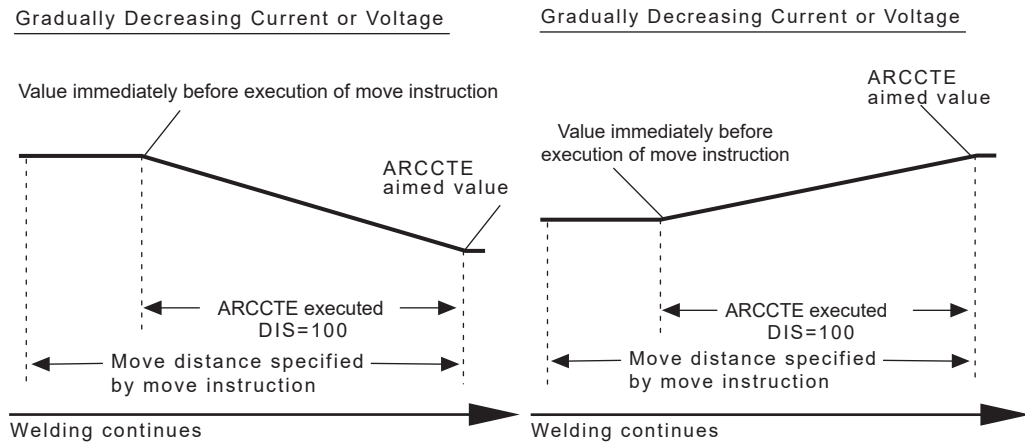 Gradually Decreasing Current or Voltage
Value immediately before execution of move instruction
ARCCTE
aimed value
ARCCTE executed
DIS=100
Move distance specified
by move instruction
Welding continues
Gradually Decreasing Current or Voltage
ARCCTE
aimed value
Value immediately before
execution of move instruction
ARCCTE executed
DIS=100
Move distance specified
by move instruction
Welding continues